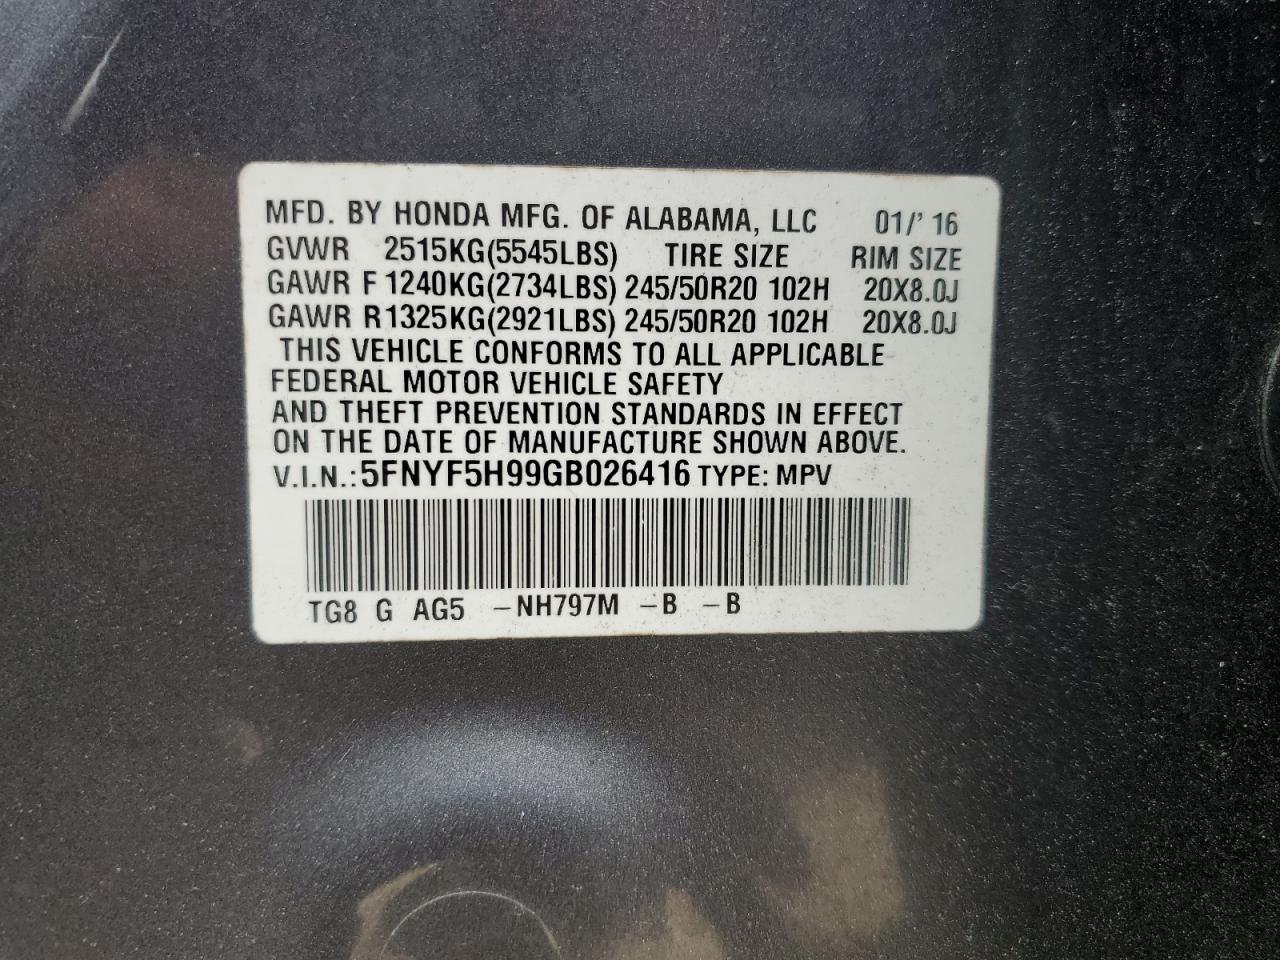 MFD. BY HONDA MFG. OF ALABAMA, LLC 01/' 16
GVWR 2515KG(5545LBS) TIRE SIZE RIM SIZE
GAWR F 1240KG(2734LBS) 245/50R20 102H 20X8.0J
GAWR R 1325KG(2921LBS) 245/50R20 102H 20X8.0J
THIS VEHICLE CONFORMS TO ALL APPLICABLE
FEDERAL MOTOR VEHICLE SAFETY
AND THEFT PREVENTION STANDARDS IN EFFECT
ON THE DATE OF MANUFACTURE SHOWN ABOVE.
V.I.N.:5FNYF5H99GB026416 TYPE: MPV
TG8 G AG5 -NH797M -B -B